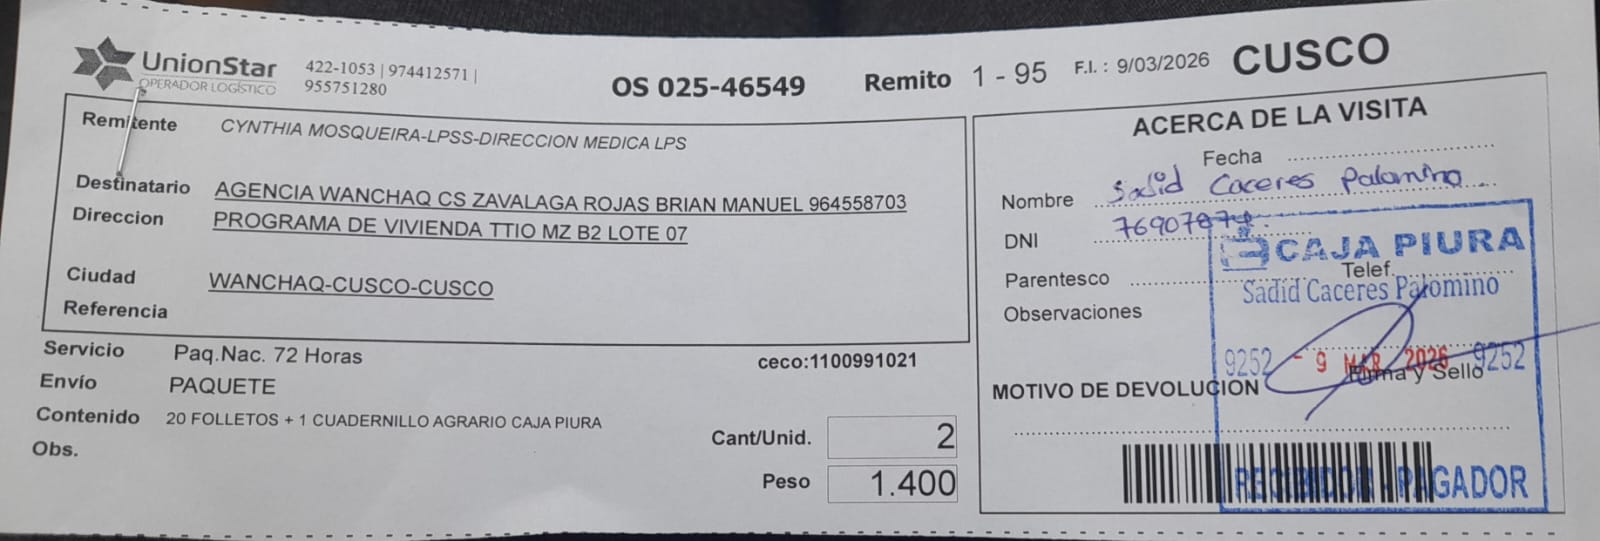 UnionStar
OPERADOR LOGÍSTICO
422-1053 | 974412571 |
955751280
OS 025-46549
Remito 1 - 95
F.I. : 9/03/2026
CUSCO
Remitente CYNTHIA MOSQUEIRA-LPSS-DIRECCION MEDICA LPS
Destinatario AGENCIA WANCHAQ CS ZAVALAGA ROJAS BRIAN MANUEL 964558703
Direccion PROGRAMA DE VIVIENDA TTIO MZ B2 LOTE 07
Ciudad WANCHAQ-CUSCO-CUSCO
Referencia
Servicio Paq.Nac. 72 Horas
ceco:1100991021
Envío PAQUETE
Contenido 20 FOLLETOS + 1 CUADERNILLO AGRARIO CAJA PIURA
Obs.
Cant/Unid. 2
Peso 1.400
ACERCA DE LA VISITA
Fecha
Nombre Sadid Caceres Palomino
DNI
Parentesco
Telef.
Observaciones
Firma y Sello
MOTIVO DE DEVOLUCION
CAJA PIURA
Sadid Caceres Palomino
9252 - 9 MAR 2026 9252
RECIBIDOR - PAGADOR